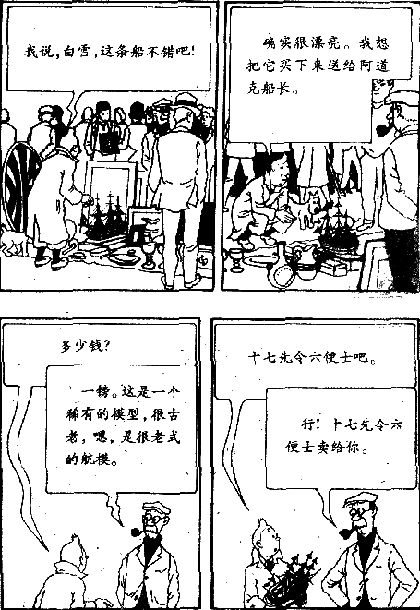 我说，白雪，这条船不错吧！
确实很漂亮。我想
把它买下来送给阿道
克船长。
多少钱？
一镑。这是一个
稀有的模型，很古
老，嗯，是很老式
的航模。
十七先令六便士吧。
行！十七先令六
便士卖给你。